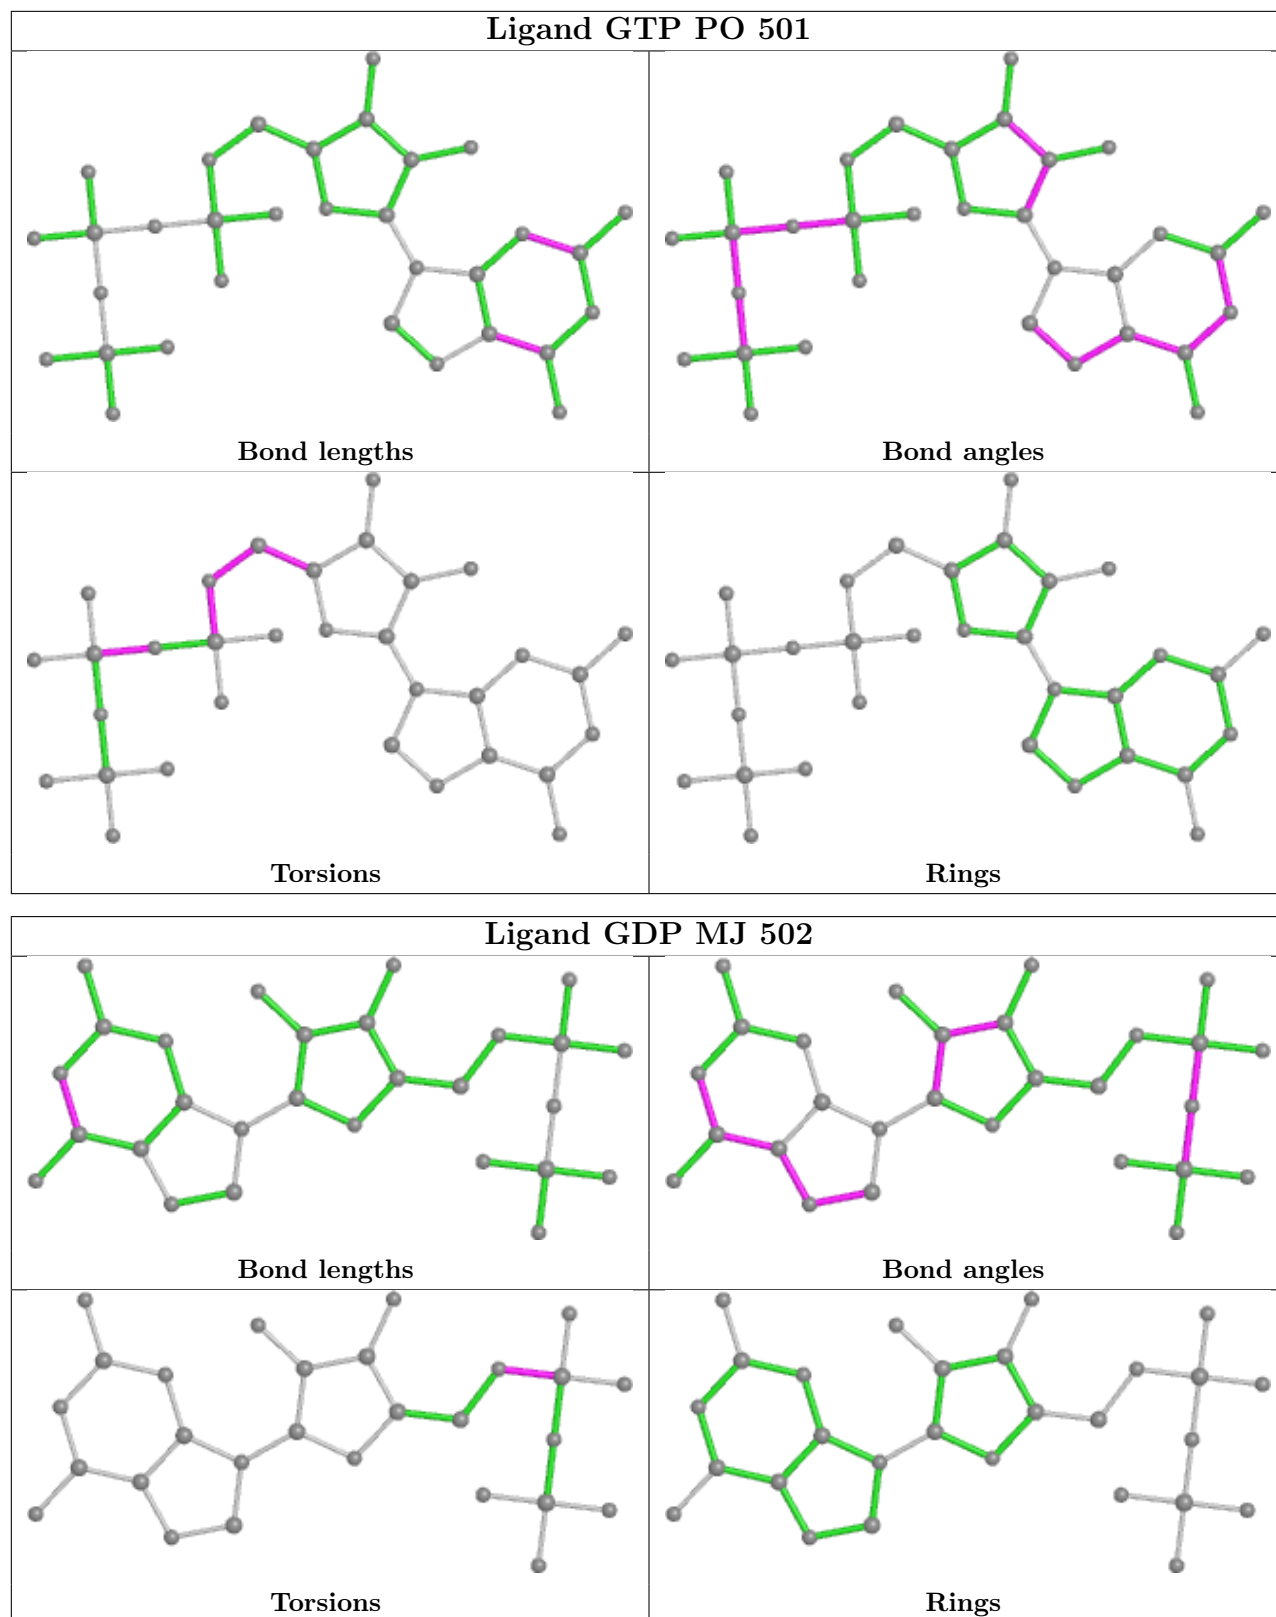 Ligand GTP PO 501
Bond lengths
Bond angles
Torsions
Rings
Ligand GDP MJ 502
Bond lengths
Bond angles
Torsions
Rings